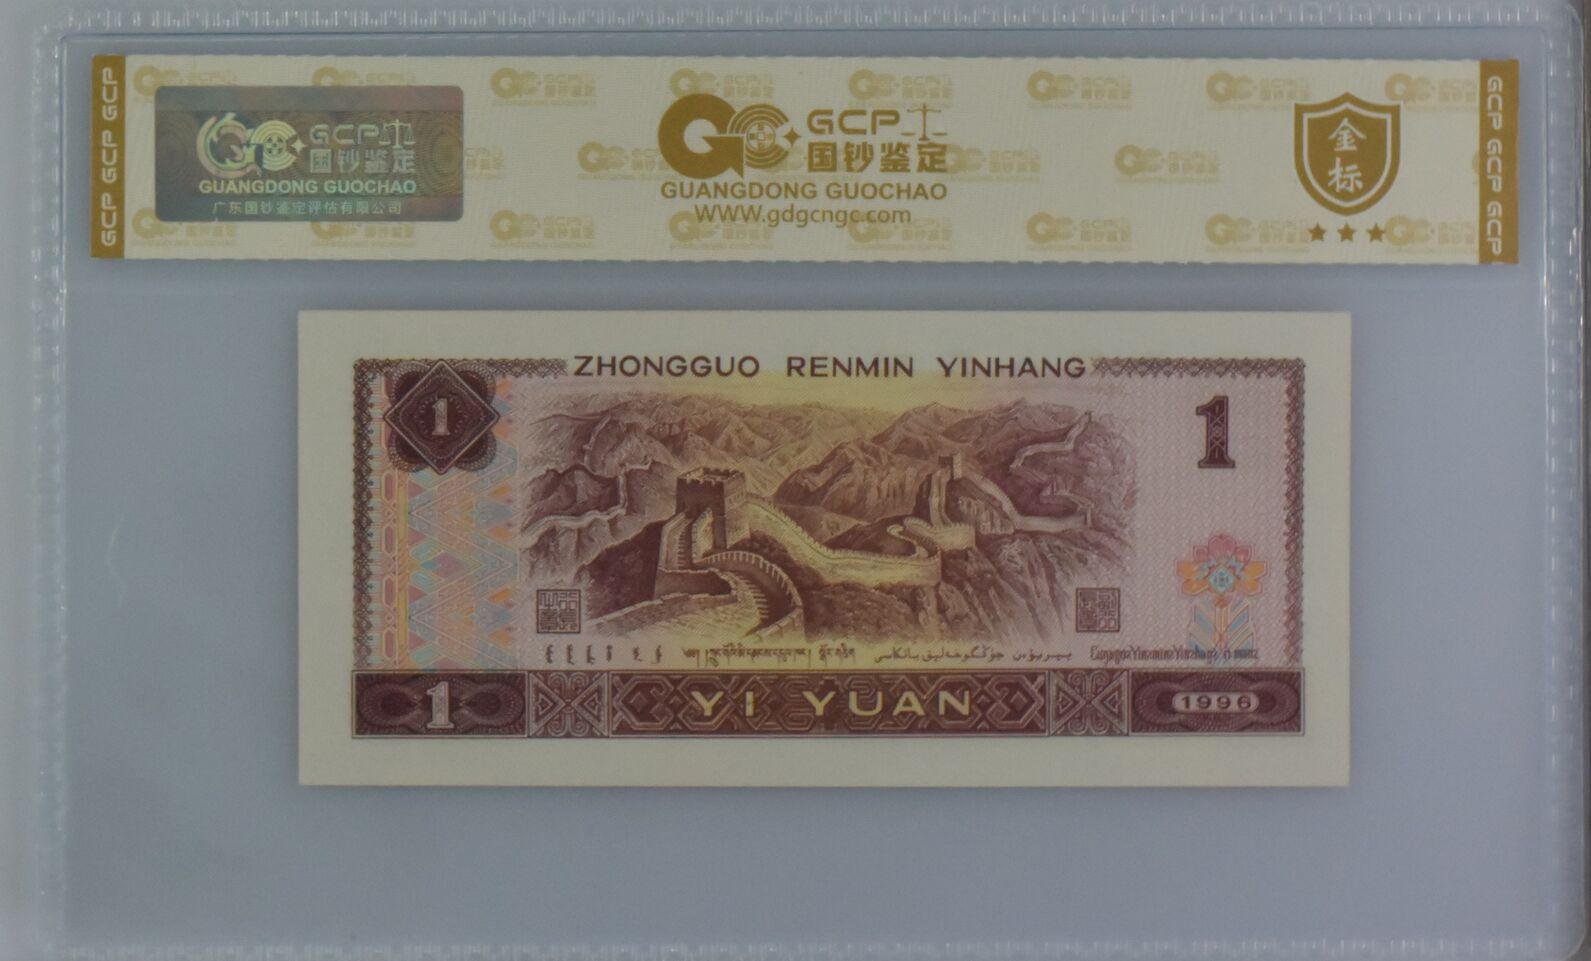 GCP GCP GCP
GCP
国钞鉴定
GUANGDONG GUOCHAO
广东国钞鉴定评估有限公司
GCP
国钞鉴定
GUANGDONG GUOCHAO
WWW.gdgcngc.com
金标
GCP GCP GCP
ZHONGGUO RENMIN YINHANG
1
1
1
YI YUAN
1996